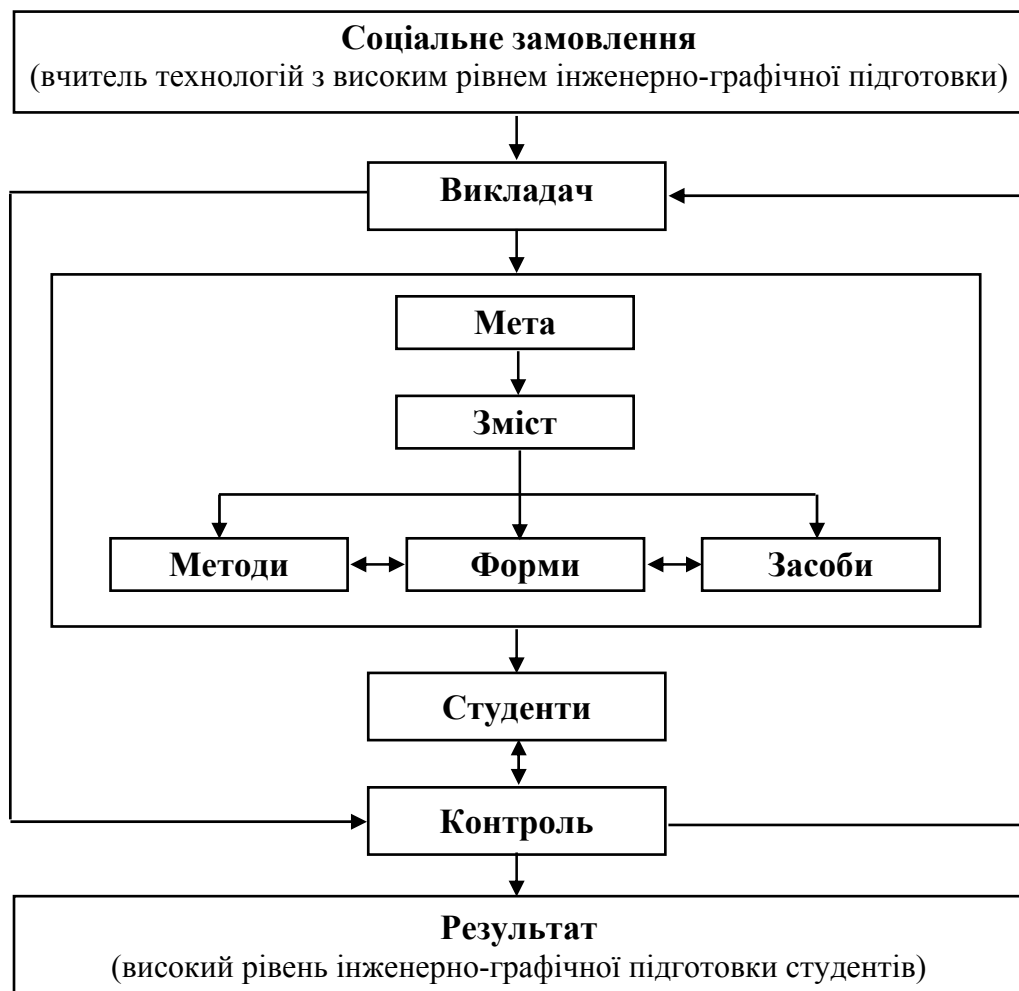 Соціальне замовлення
(вчитель технологій з високим рівнем інженерно-графічної підготовки)
Викладач
Мета
Зміст
Методи Форми Засоби
Студенти
Контроль
Результат
(високий рівень інженерно-графічної підготовки студентів)